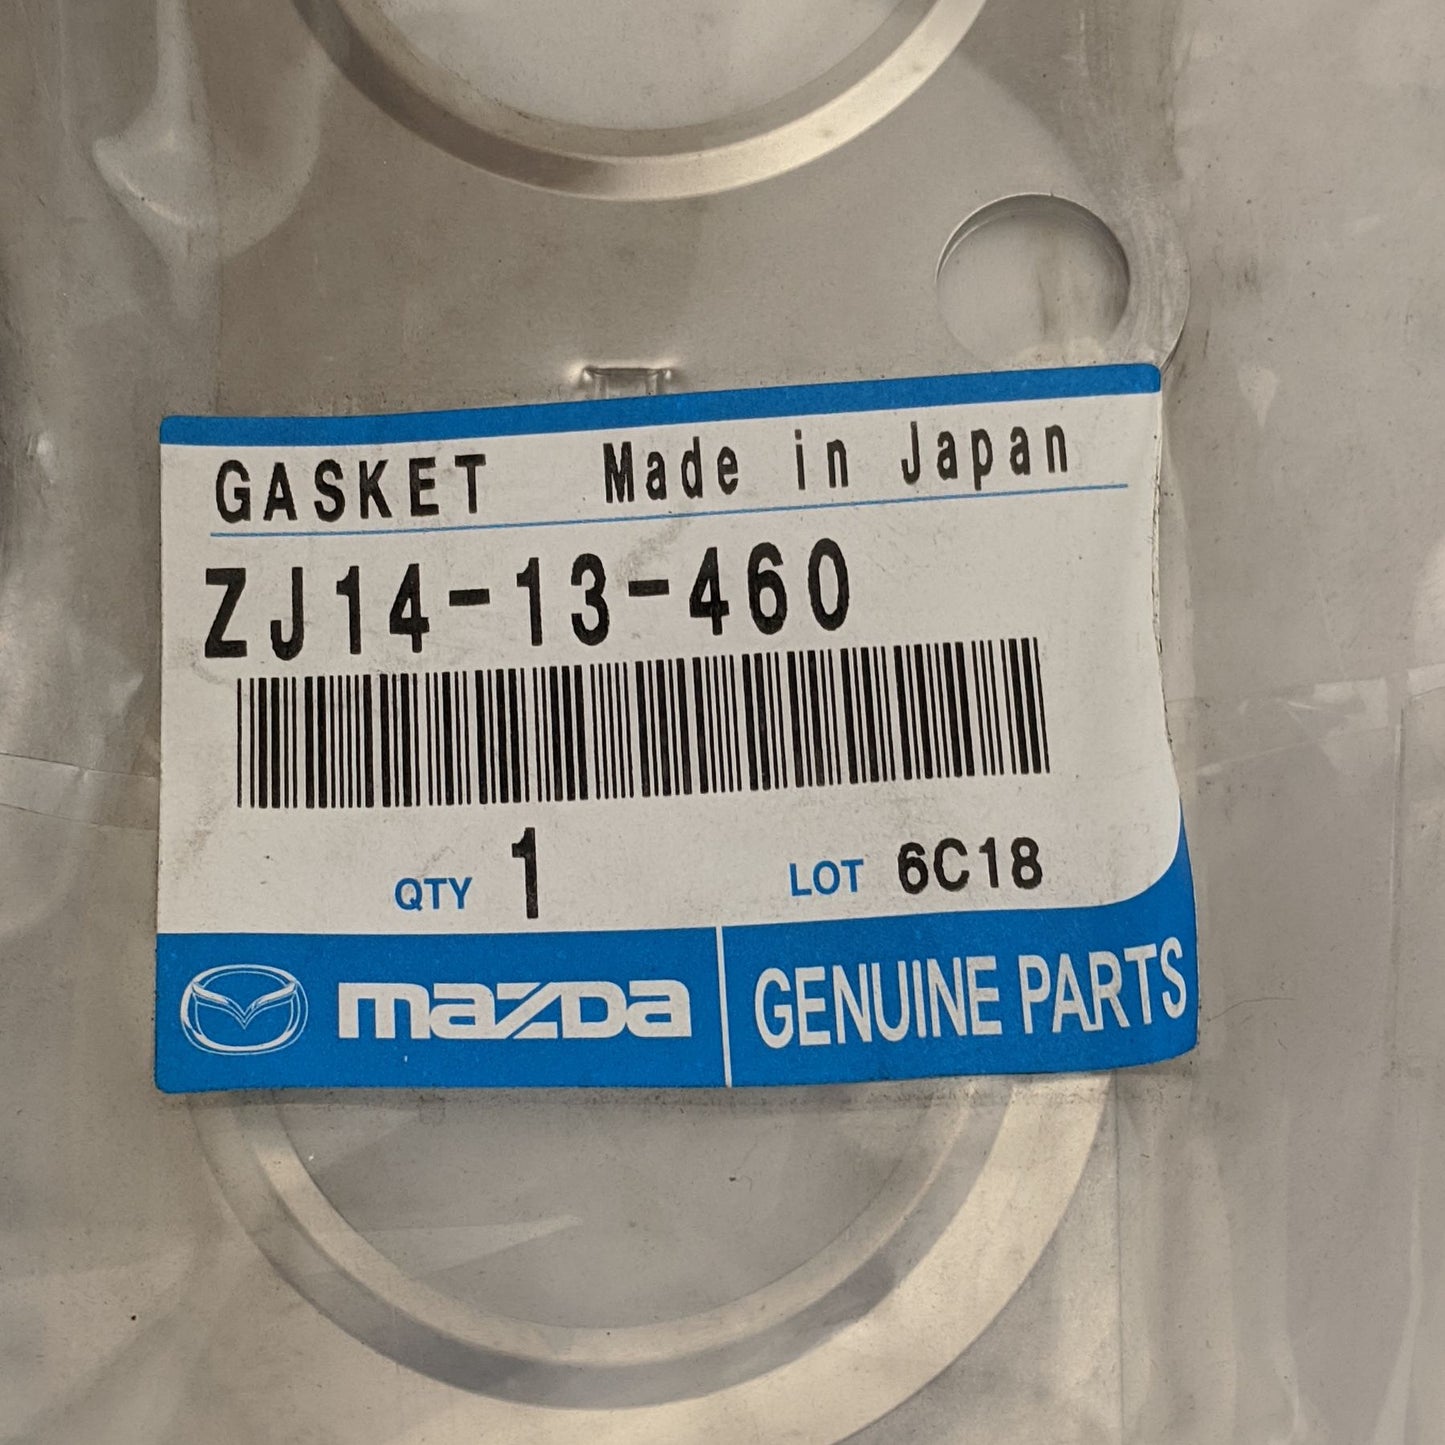 GASKET Made in Japan
ZJ14-13-460
QTY 1 LOT 6C18
mazda GENUINE PARTS